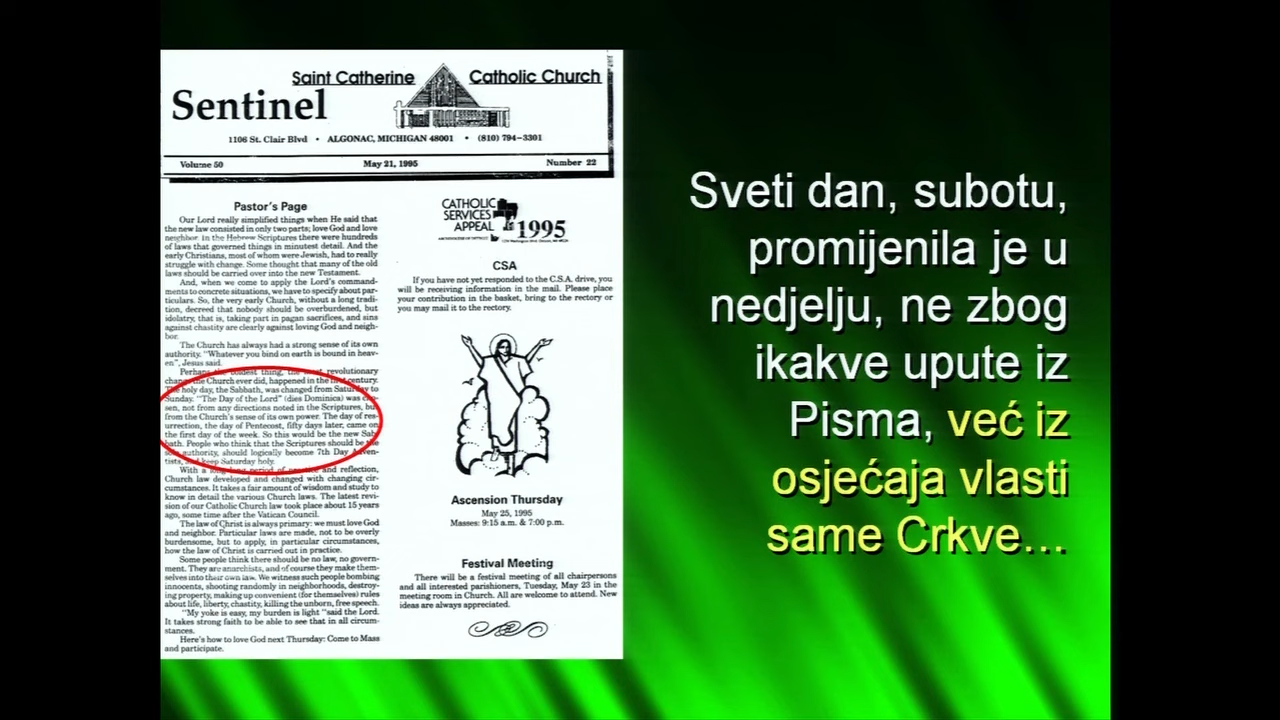 Saint Catherine Catholic Church
Sentinel
1106 St. Clair Blvd • ALGONAC, MICHIGAN 48001 • (810) 794-3301
Volume 50 May 21, 1995 Number 22
Pastor's Page
Our Lord really simplified things when He said that
the new law consisted in only two parts; love God and love
neighbor. In the Hebrew Scriptures there were hundreds
of laws that governed things in minutest detail. And the
early Christians, most of whom were Jewish, had to really
struggle with change. Some thought that many of the old
laws should be carried over into the new Testament.
And, when we come to apply the Lord's command-
ments to concrete situations, we have to specify about par-
ticulars. So, the very early Church, without a long tradi-
tion, decreed that nobody should be overburdened, but
idolatry, that is, taking part in pagan sacrifices, and sins
against chastity are clearly against loving God and neigh-
bor.
The Church has always had a strong sense of its own
authority. "Whatever you bind on earth is bound in heav-
en", Jesus said.
Perhaps the boldest thing, the most revolutionary
change the Church ever did, happened in the first century.
The holy day, the Sabbath, was changed from Saturday to
Sunday. "The Day of the Lord" (dies Dominica) was cho-
sen, not from any directions noted in the Scriptures, but
from the Church's sense of its own power. The day of res-
urrection, the day of Pentecost, fifty days later, came on
the first day of the week. So this would be the new Sab-
bath. People who think that the Scriptures should be the
sole authority, should logically become 7th Day Adven-
tists, and keep Saturday holy.
With a long period of practice and reflection,
Church law developed and changed with changing cir-
cumstances. It takes a fair amount of wisdom and study to
know in detail the various Church laws. The latest revi-
sion of our Catholic Church law took place about 15 years
ago, some time after the Vatican Council.
The law of Christ is always primary: we must love God
and neighbor. Particular laws are made, not to be overly
burdensome, but to apply, in particular circumstances,
how the law of Christ is carried out in practice.
Some people think there should be no law, no govern-
ment. They are anarchists, and of course they make them-
selves into their own law. We witness such people bombing
innocents, shooting randomly in neighborhoods, destroy-
ing property, making up convenient (for themselves) rules
about life, liberty, chastity, killing the unborn, free speech.
"My yoke is easy, my burden is light "said the Lord.
It takes strong faith to be able to see that in all circum-
stances.
Here's how to love God next Thursday: Come to Mass
and participate.
CATHOLIC
SERVICES
APPEAL 1995
CSA
If you have not yet responded to the C.S.A. drive, you
will be receiving information in the mail. Please place
your contribution in the basket, bring to the rectory or
you may mail it to the rectory.
Ascension Thursday
May 25, 1995
Masses: 9:15 a.m. & 7:00 p.m.
Festival Meeting
There will be a festival meeting of all chairpersons
and all interested parishioners, Tuesday, May 23 in the
meeting room in Church. All are welcome to attend. New
ideas are always appreciated.
Sveti dan, subotu,
promijenila je u
nedjelju, ne zbog
ikakve upute iz
Pisma, već iz
osjećaja vlasti
same Crkve...